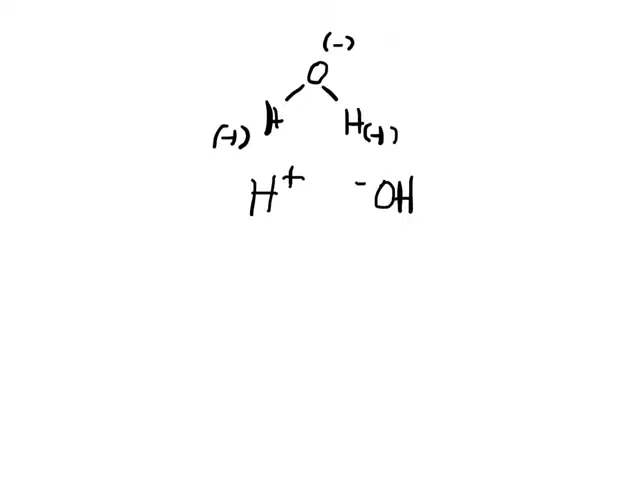 (-)
O
H H
(+) (+)
H+ -OH